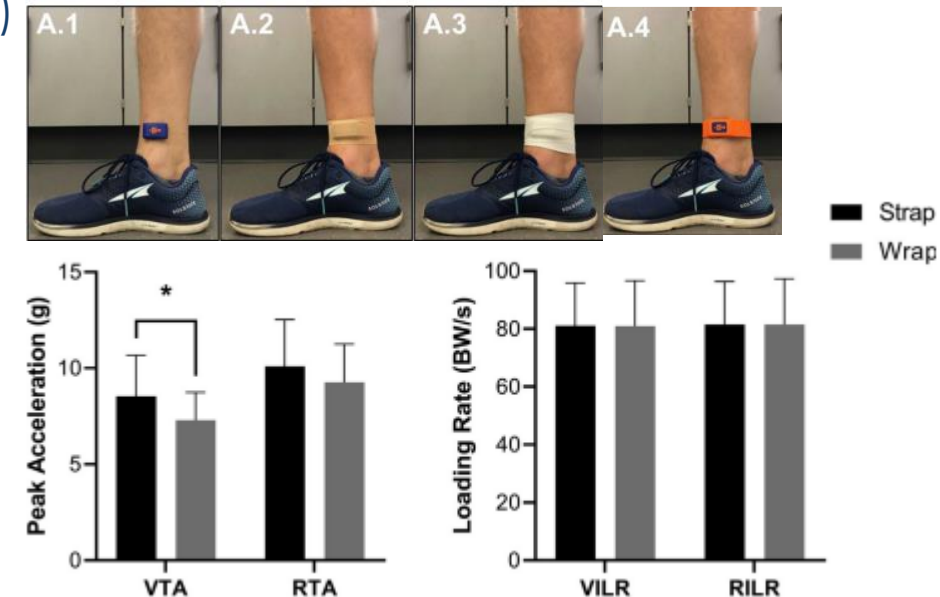 )
A.1
A.2
A.3
A.4
Strap
Wrap
Peak Acceleration (g)
15
10
5
0
*
VTA
RTA
Loading Rate (BW/s)
100
80
60
40
20
0
VILR
RILR